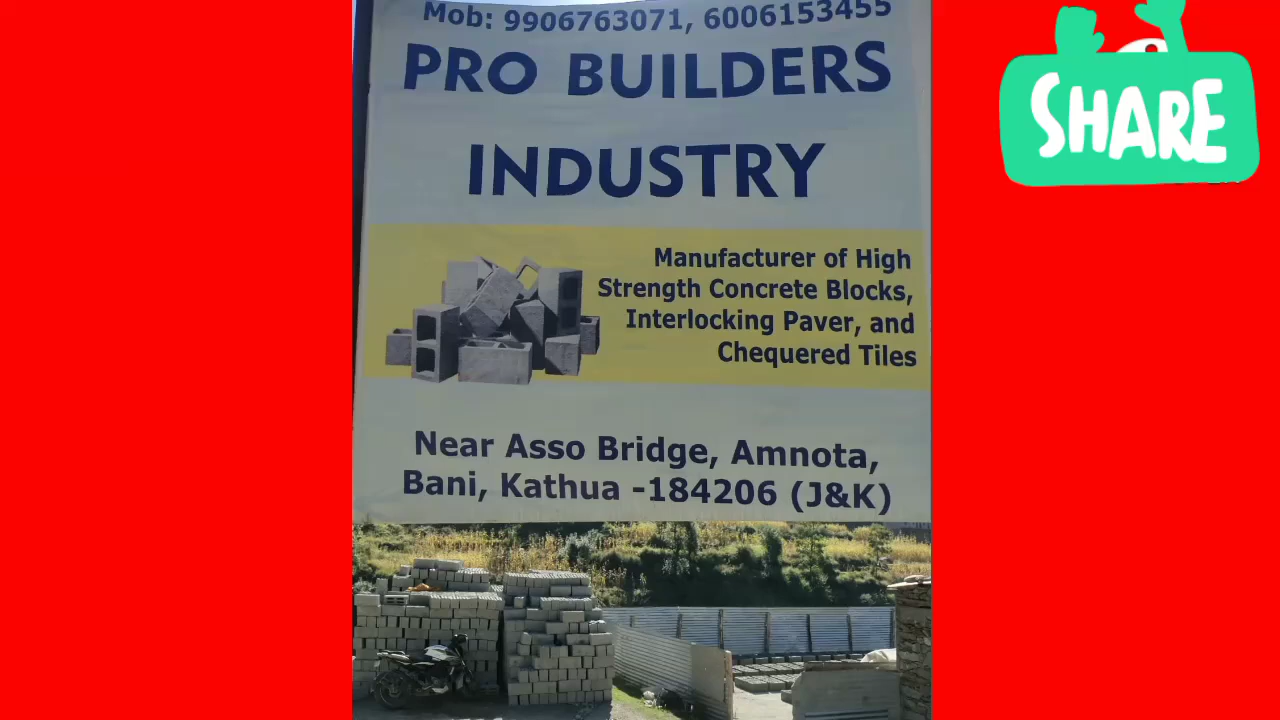 Mob: 9906763071, 6006153455
PRO BUILDERS
INDUSTRY
Manufacturer of High
Strength Concrete Blocks,
Interlocking Paver, and
Chequered Tiles
Near Asso Bridge, Amnota,
Bani, Kathua -184206 (J&K)
SHARE